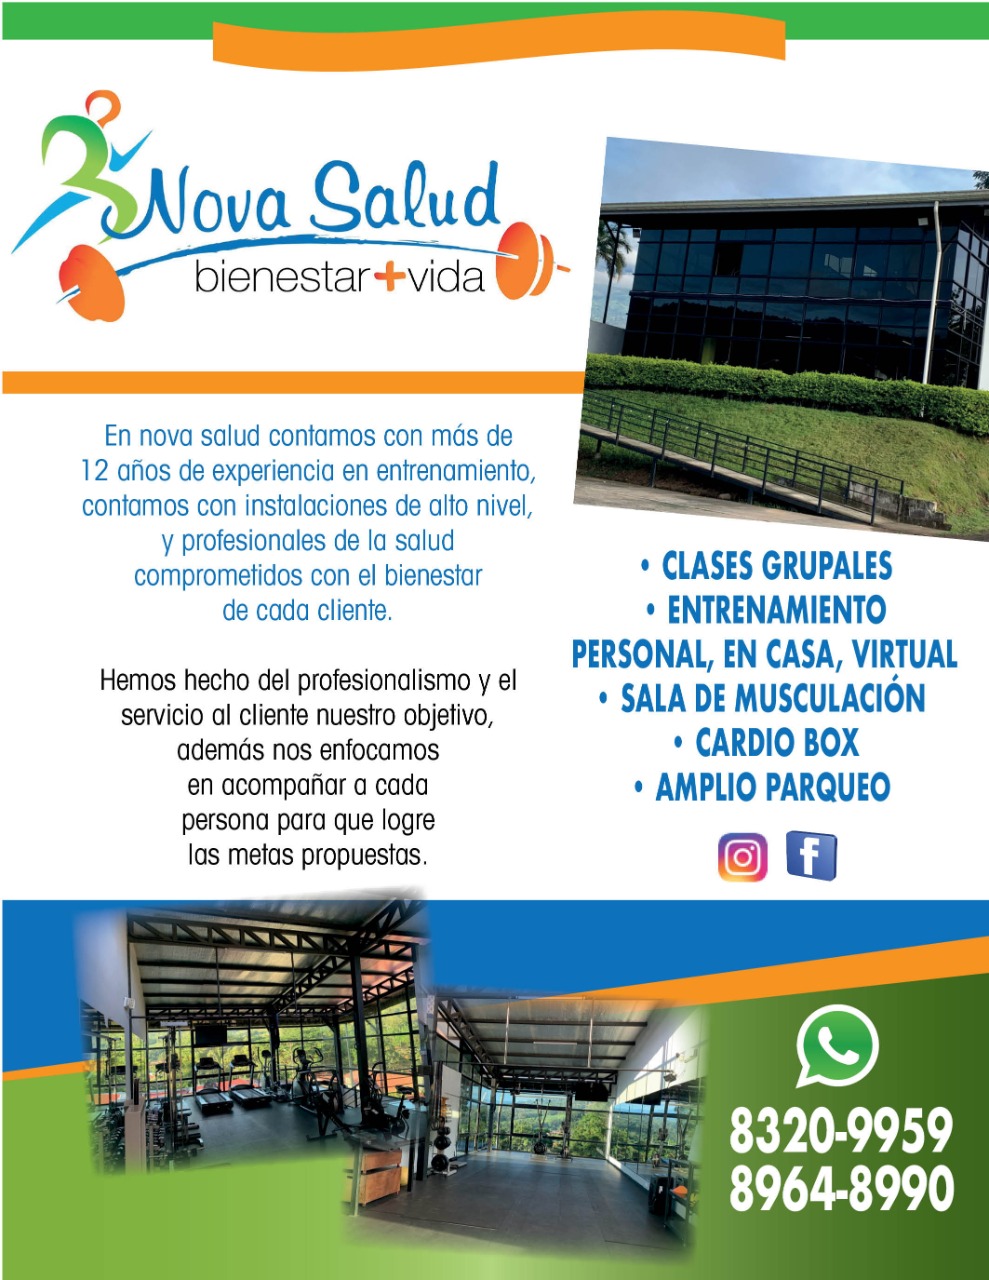 Nova Salud
bienestar+vida
En nova salud contamos con más de
12 años de experiencia en entrenamiento,
contamos con instalaciones de alto nivel,
y profesionales de la salud
comprometidos con el bienestar
de cada cliente.
Hemos hecho del profesionalismo y el
servicio al cliente nuestro objetivo,
además nos enfocamos
en acompañar a cada
persona para que logre
las metas propuestas.
• CLASES GRUPALES
• ENTRENAMIENTO
PERSONAL, EN CASA, VIRTUAL
• SALA DE MUSCULACIÓN
• CARDIO BOX
• AMPLIO PARQUEO
8320-9959
8964-8990